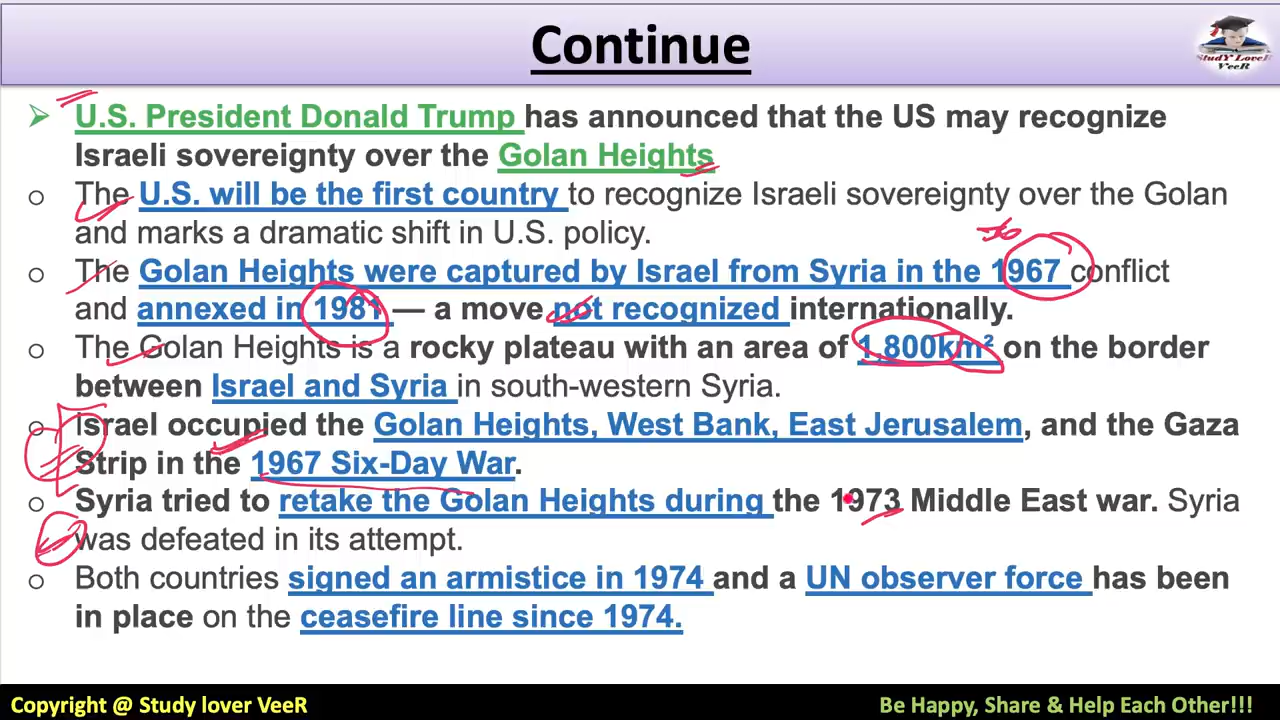 Continue
StudY LoveR
VeeR
U.S. President Donald Trump has announced that the US may recognize
Israeli sovereignty over the Golan Heights
The U.S. will be the first country to recognize Israeli sovereignty over the Golan
and marks a dramatic shift in U.S. policy.
The Golan Heights were captured by Israel from Syria in the 1967 conflict
and annexed in 1981 — a move not recognized internationally.
The Golan Heights is a rocky plateau with an area of 1,800km² on the border
between Israel and Syria in south-western Syria.
Israel occupied the Golan Heights, West Bank, East Jerusalem, and the Gaza
Strip in the 1967 Six-Day War.
Syria tried to retake the Golan Heights during the 1973 Middle East war. Syria
was defeated in its attempt.
Both countries signed an armistice in 1974 and a UN observer force has been
in place on the ceasefire line since 1974.
Copyright @ Study lover VeeR
Be Happy, Share & Help Each Other!!!